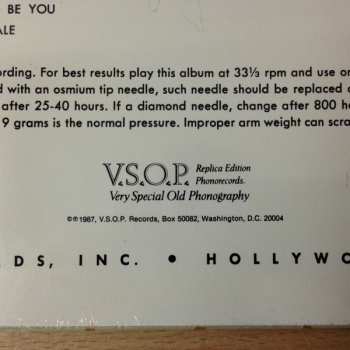 BE YOU
ALE
ording. For best results play this album at 33⅓ rpm and use or
d with an osmium tip needle, such needle should be replaced a
after 25-40 hours. If a diamond needle, change after 800 h
9 grams is the normal pressure. Improper arm weight can scra
V.S.O.P. Replica Edition
Phonorecords.
Very Special Old Phonography
©℗1987, V.S.O.P. Records, Box 50082, Washington, D.C. 20004
DS, INC. • HOLLYWO